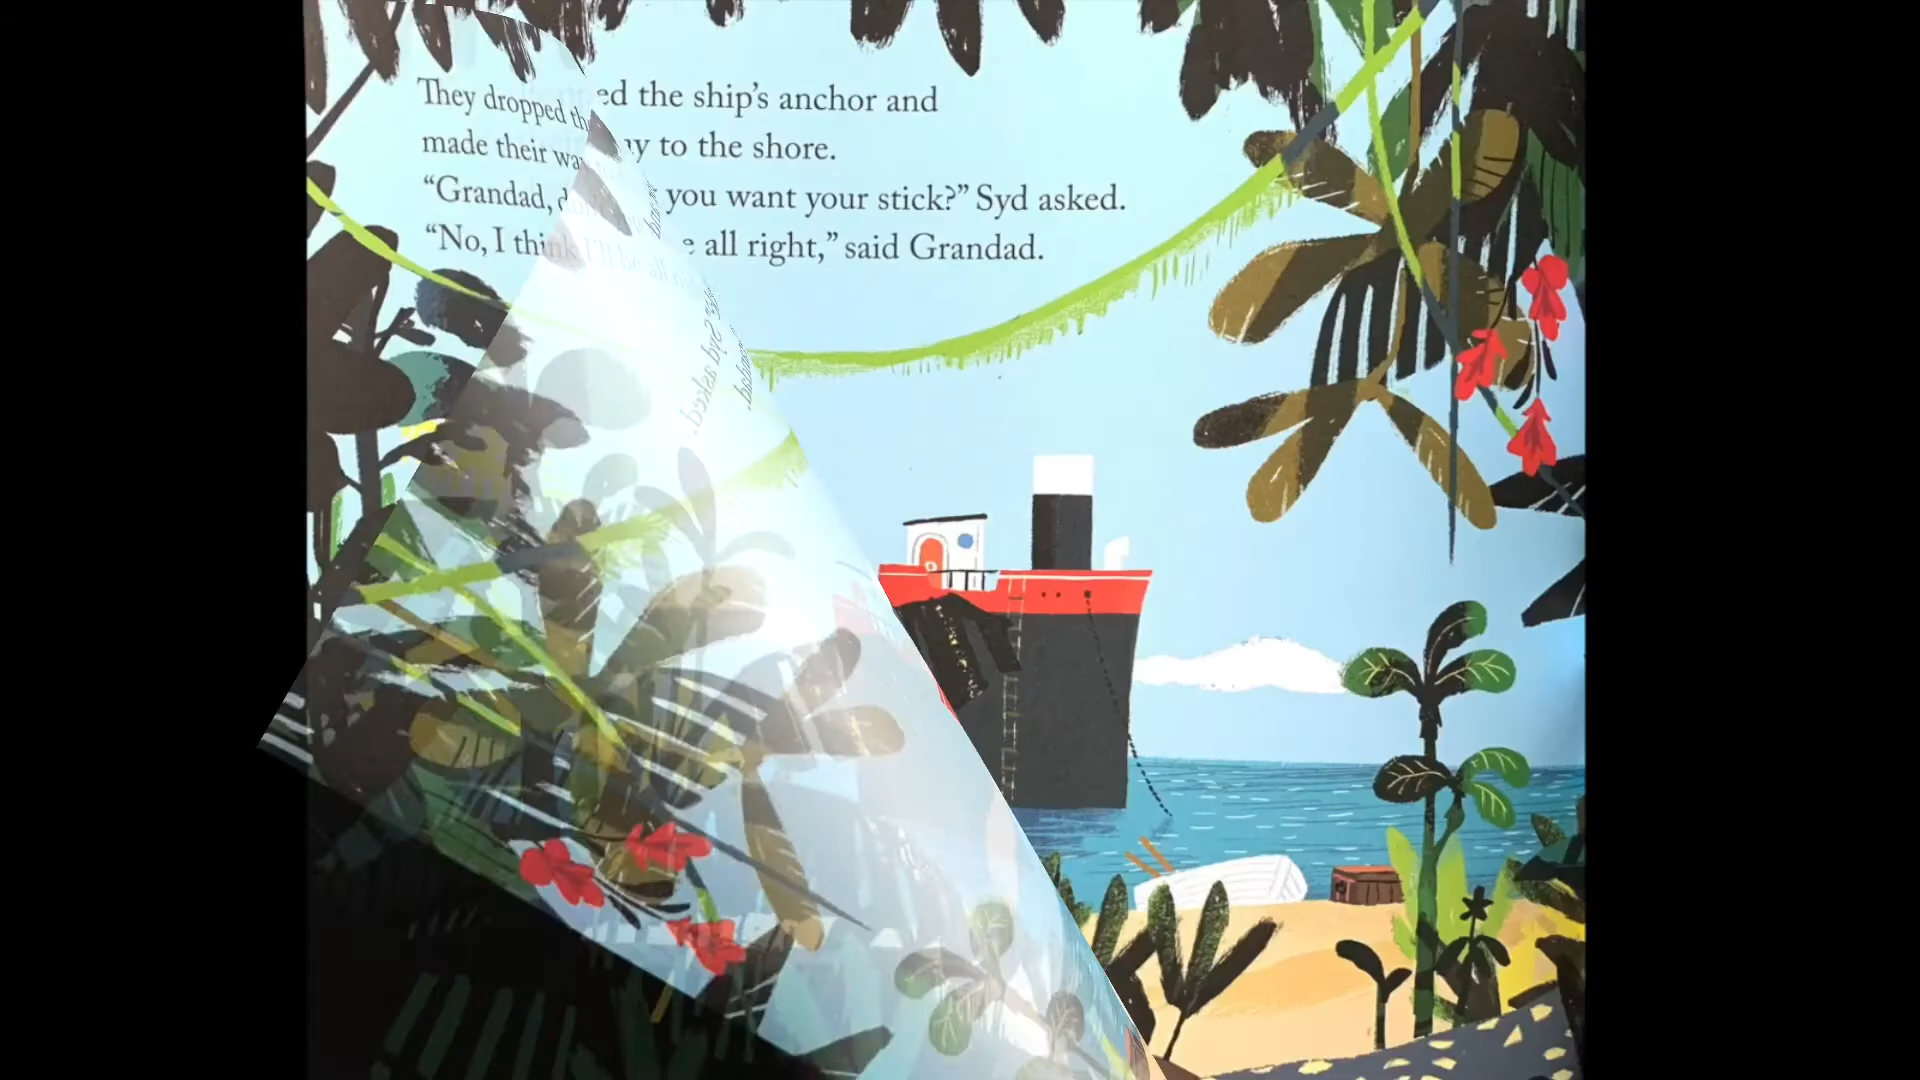 They dropped the ship's anchor and
made their way to the shore.
“Grandad, don't you want your stick?” Syd asked.
“No, I think I'll be all right,” said Grandad.